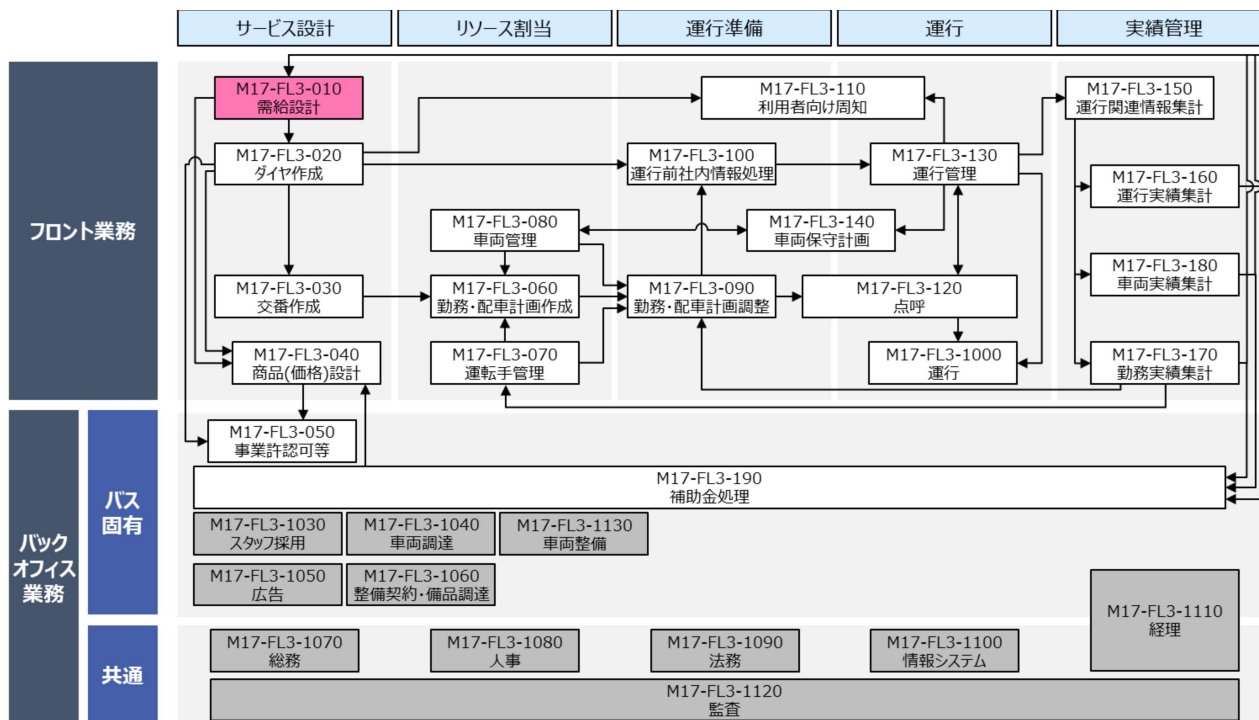 サービス設計
リソース割当
運行準備
運行
実績管理
フロント業務
M17-FL3-010
需給設計
M17-FL3-110
利用者向け周知
M17-FL3-150
運行関連情報集計
M17-FL3-020
ダイヤ作成
M17-FL3-100
運行前社内情報処理
M17-FL3-130
運行管理
M17-FL3-160
運行実績集計
M17-FL3-080
車両管理
M17-FL3-140
車両保守計画
M17-FL3-180
車両実績集計
M17-FL3-030
交番作成
M17-FL3-060
勤務・配車計画作成
M17-FL3-090
勤務・配車計画調整
M17-FL3-120
点呼
M17-FL3-040
商品(価格)設計
M17-FL3-070
運転手管理
M17-FL3-1000
運行
M17-FL3-170
勤務実績集計
バック
オフィス
業務
バス
固有
M17-FL3-050
事業許認可等
M17-FL3-190
補助金処理
M17-FL3-1030
スタッフ採用
M17-FL3-1040
車両調達
M17-FL3-1130
車両整備
M17-FL3-1050
広告
M17-FL3-1060
整備契約・備品調達
M17-FL3-1110
経理
共通
M17-FL3-1070
総務
M17-FL3-1080
人事
M17-FL3-1090
法務
M17-FL3-1100
情報システム
M17-FL3-1120
監査